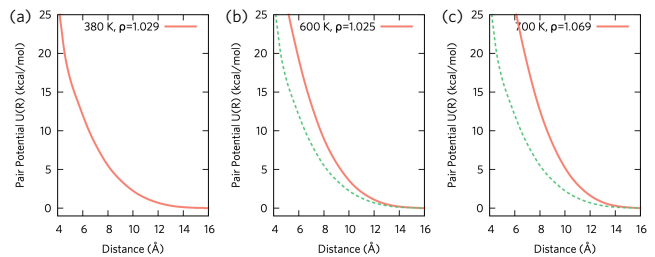 (a)
380 K, ρ=1.029
Pair Potential U(R) (kcal/mol)
25
20
15
10
5
0
4 6 8 10 12 14 16
Distance (Å)
(b)
600 K, ρ=1.025
Pair Potential U(R) (kcal/mol)
25
20
15
10
5
0
4 6 8 10 12 14 16
Distance (Å)
(c)
700 K, ρ=1.069
Pair Potential U(R) (kcal/mol)
25
20
15
10
5
0
4 6 8 10 12 14 16
Distance (Å)